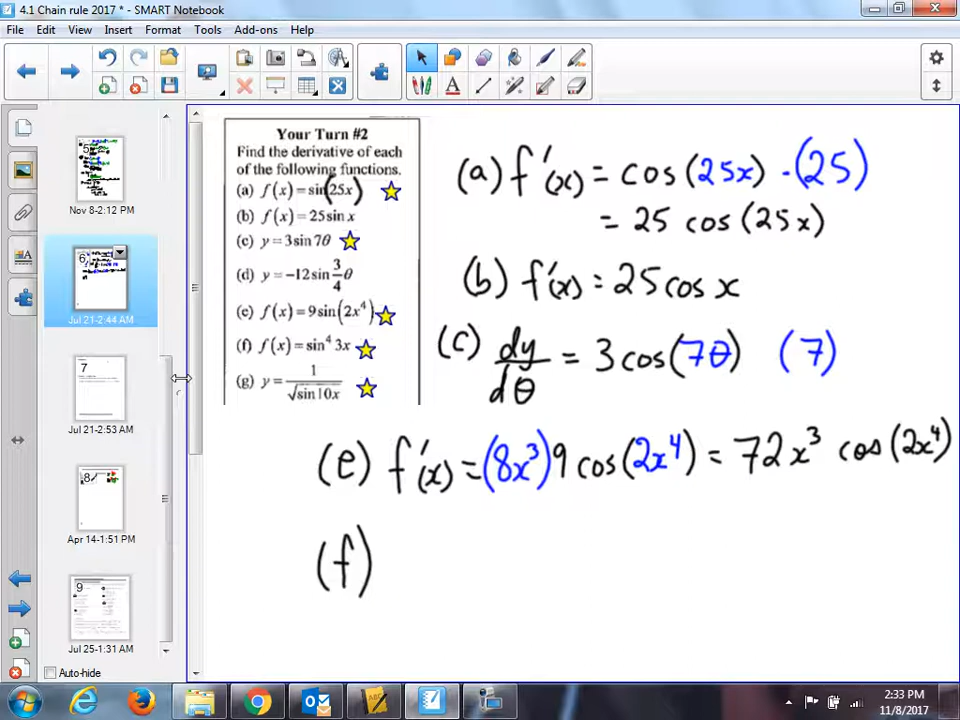 4.1 Chain rule 2017 * - SMART Notebook
File Edit View Insert Format Tools Add-ons Help
Your Turn #2
Find the derivative of each
of the following functions.
(a) f(x) = sin(25x)
(b) f(x) = 25 sin x
(c) y = 3 sin 7θ
(d) y = -12 sin 3/4 θ
(e) f(x) = 9 sin(2x⁴)
(f) f(x) = sin⁴ 3x
(g) y = 1/√sin 10x
(a) f'(x) = cos(25x) · (25)
= 25 cos(25x)
(b) f'(x) = 25 cos x
(c) dy/dθ = 3 cos(7θ) (7)
(e) f'(x) = (8x³) 9 cos(2x⁴) = 72x³ cos(2x⁴)
(f)
5
Nov 8-2:12 PM
6
Jul 21-2:44 AM
7
Jul 21-2:53 AM
8
Apr 14-1:51 PM
9
Jul 25-1:31 AM
Auto-hide
2:33 PM
11/8/2017